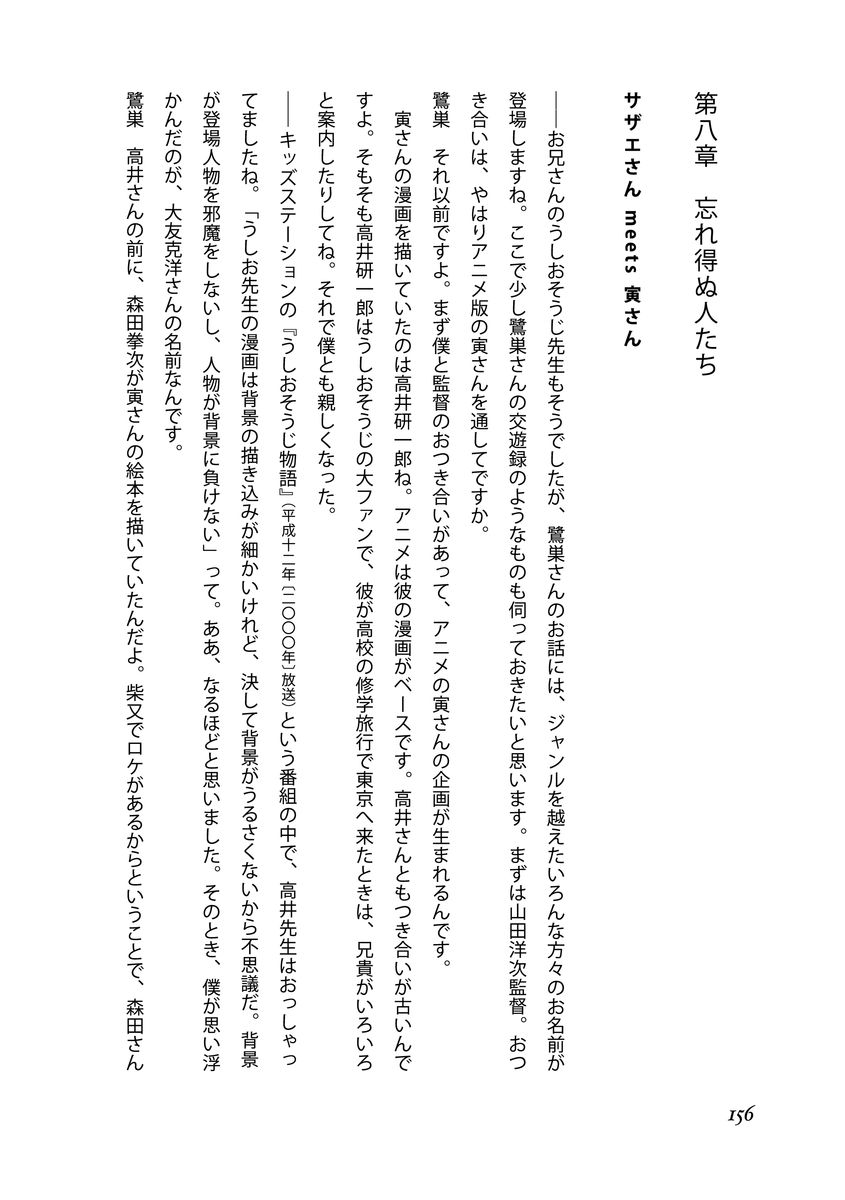 第八章　忘れ得ぬ人たち
サザエさん meets 寅さん
――お兄さんのうしおそうじ先生もそうでしたが、鷺巣さんのお話には、ジャンルを越えたいろんな方々のお名前が
登場しますね。ここで少し鷺巣さんの交遊録のようなものも伺っておきたいと思います。まずは山田洋次監督。おつ
き合いは、やはりアニメ版の寅さんを通してですか。
鷺巣　それ以前ですよ。まず僕と監督のおつき合いがあって、アニメの寅さんの企画が生まれるんです。
　寅さんの漫画を描いていたのは高井研一郎ね。アニメは彼の漫画がベースです。高井さんともつき合いが古いんで
すよ。そもそも高井研一郎はうしおそうじの大ファンで、彼が高校の修学旅行で東京へ来たときは、兄貴がいろいろ
と案内したりしてね。それで僕とも親しくなった。
――キッズステーションの『うしおそうじ物語』（平成十二年〔二〇〇〇年〕放送）という番組の中で、高井先生はおっしゃっ
てましたね。「うしお先生の漫画は背景の描き込みが細かいけれど、決して背景がうるさくないから不思議だ。背景
が登場人物を邪魔をしないし、人物が背景に負けない」って。ああ、なるほどと思いました。そのとき、僕が思い浮
かんだのが、大友克洋さんの名前なんです。
鷺巣　高井さんの前に、森田拳次が寅さんの絵本を描いていたんだよ。柴又でロケがあるからということで、森田さん
156